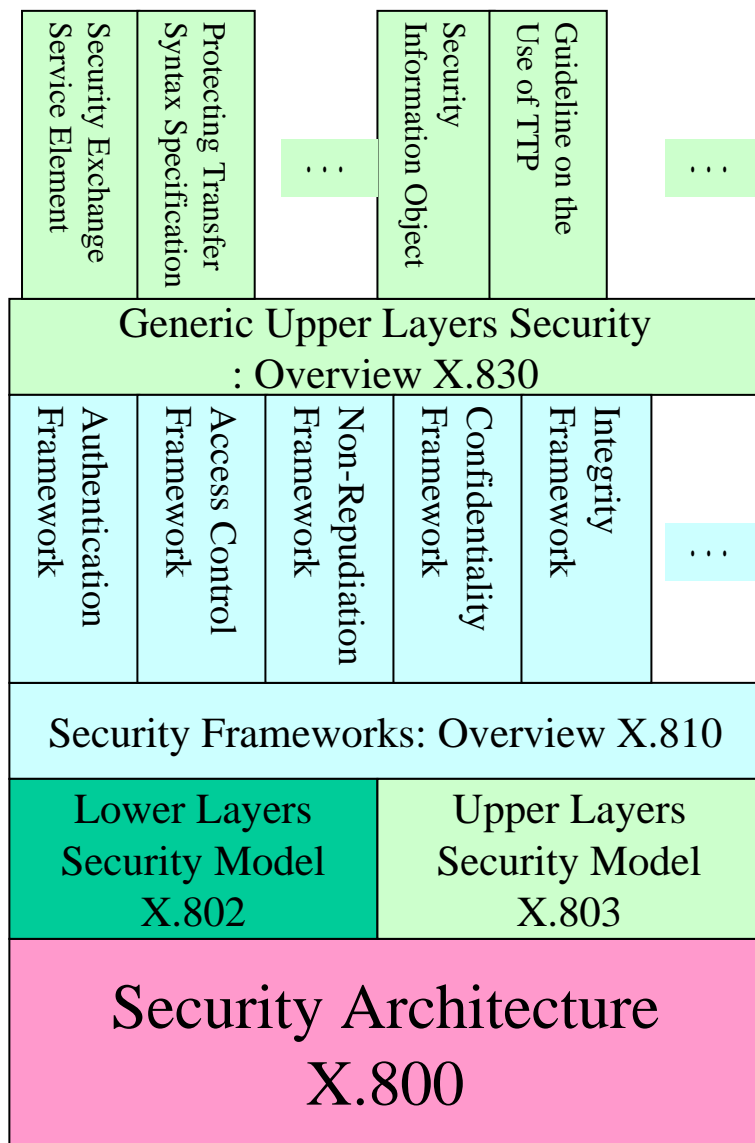 Security Exchange
Service Element
Protecting Transfer
Syntax Specification
...
Security
Information Object
Guideline on the
Use of TTP
...
Generic Upper Layers Security
: Overview X.830
Authentication
Framework
Access Control
Framework
Non-Repudiation
Framework
Confidentiality
Framework
Integrity
Framework
...
Security Frameworks: Overview X.810
Lower Layers
Security Model
X.802
Upper Layers
Security Model
X.803
Security Architecture
X.800